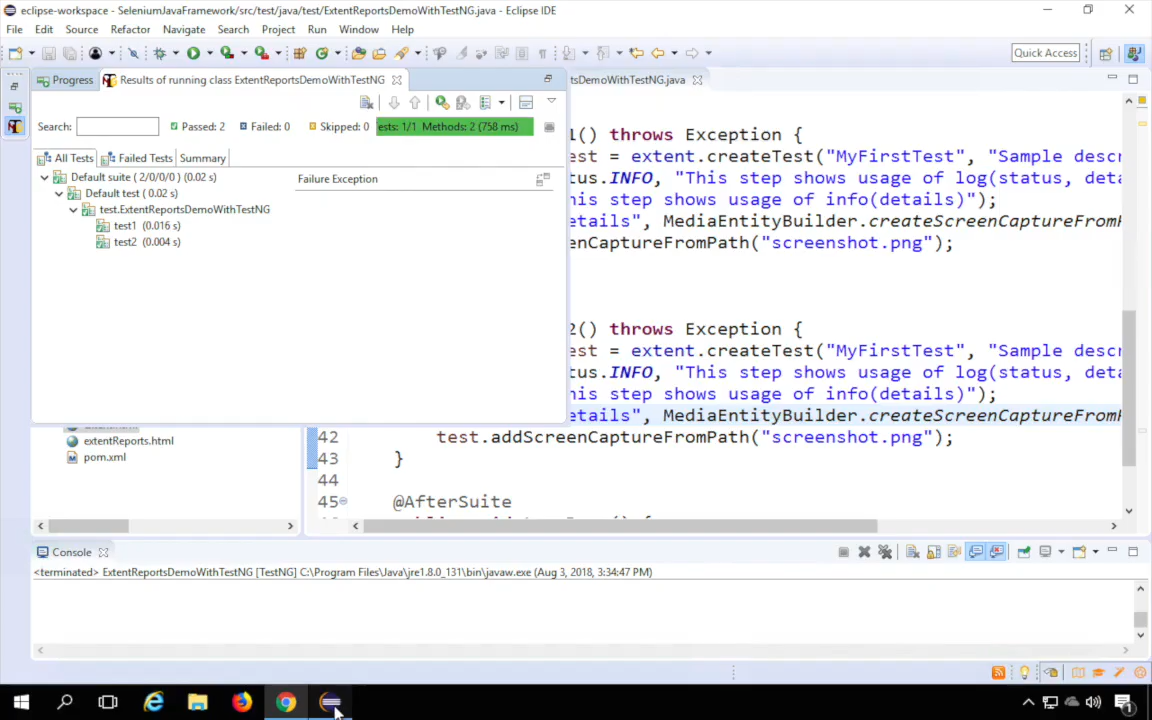 eclipse-workspace - SeleniumJavaFramework/src/test/java/test/ExtentReportsDemoWithTestNG.java - Eclipse IDE
File Edit Source Refactor Navigate Search Project Run Window Help
Quick Access
Progress Results of running class ExtentReportsDemoWithTestNG
tsDemoWithTestNG.java
Search: Passed: 2 Failed: 0 Skipped: 0 ests: 1/1 Methods: 2 (758 ms)
All Tests Failed Tests Summary
Default suite ( 2/0/0/0 ) (0.02 s)
Default test ( 0.02 s)
test.ExtentReportsDemoWithTestNG
test1 (0.016 s)
test2 (0.004 s)
Failure Exception
1() throws Exception {
est = extent.createTest("MyFirstTest", "Sample descr
tus.INFO, "This step shows usage of log(status, deta
his step shows usage of info(details)");
etails", MediaEntityBuilder.createScreenCaptureFromP
enCaptureFromPath("screenshot.png");
2() throws Exception {
est = extent.createTest("MyFirstTest", "Sample descr
tus.INFO, "This step shows usage of log(status, deta
his step shows usage of info(details)");
etails", MediaEntityBuilder.createScreenCaptureFromP
extentReports.html
pom.xml
42 test.addScreenCaptureFromPath("screenshot.png");
43 }
44
45 @AfterSuite
Console
<terminated> ExtentReportsDemoWithTestNG [TestNG] C:\Program Files\Java\jre1.8.0_131\bin\javaw.exe (Aug 3, 2018, 3:34:47 PM)
1